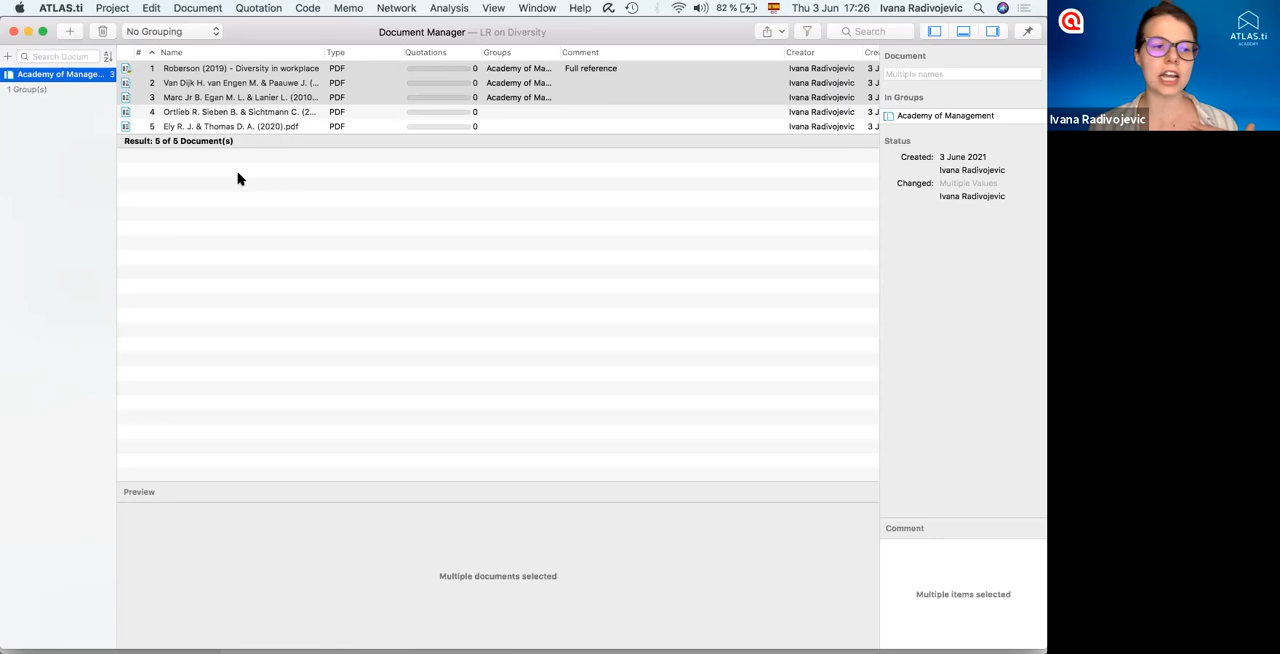 ATLAS.ti Project Edit Document Quotation Code Memo Network Analysis View Window Help 82 % Thu 3 Jun 17:26 Ivana Radivojevic
No Grouping Document Manager — LR on Diversity Search
Search Docum # Name Type Quotations Groups Comment Creator Cre
Academy of Manage... 3
1 Group(s)
1 Roberson (2019) - Diversity in workplace PDF 0 Academy of Ma... Full reference Ivana Radivojevic 3 J
2 Van Dijk H. van Engen M. & Paauwe J. (... PDF 0 Academy of Ma... Ivana Radivojevic 3 J
3 Marc Jr B. Egan M. L. & Lanier L. (2010... PDF 0 Academy of Ma... Ivana Radivojevic 3 J
4 Ortlieb R. Sieben B. & Sichtmann C. (2... PDF 0 Ivana Radivojevic 3 J
5 Ely R. J. & Thomas D. A. (2020).pdf PDF 0 Ivana Radivojevic 3 J
Result: 5 of 5 Document(s)
Document
Multiple names
In Groups
Academy of Management
Status
Created: 3 June 2021
Ivana Radivojevic
Changed: Multiple Values
Ivana Radivojevic
Preview
Multiple documents selected
Comment
Multiple items selected
ATLAS.ti
ACADEMY
Ivana Radivojevic